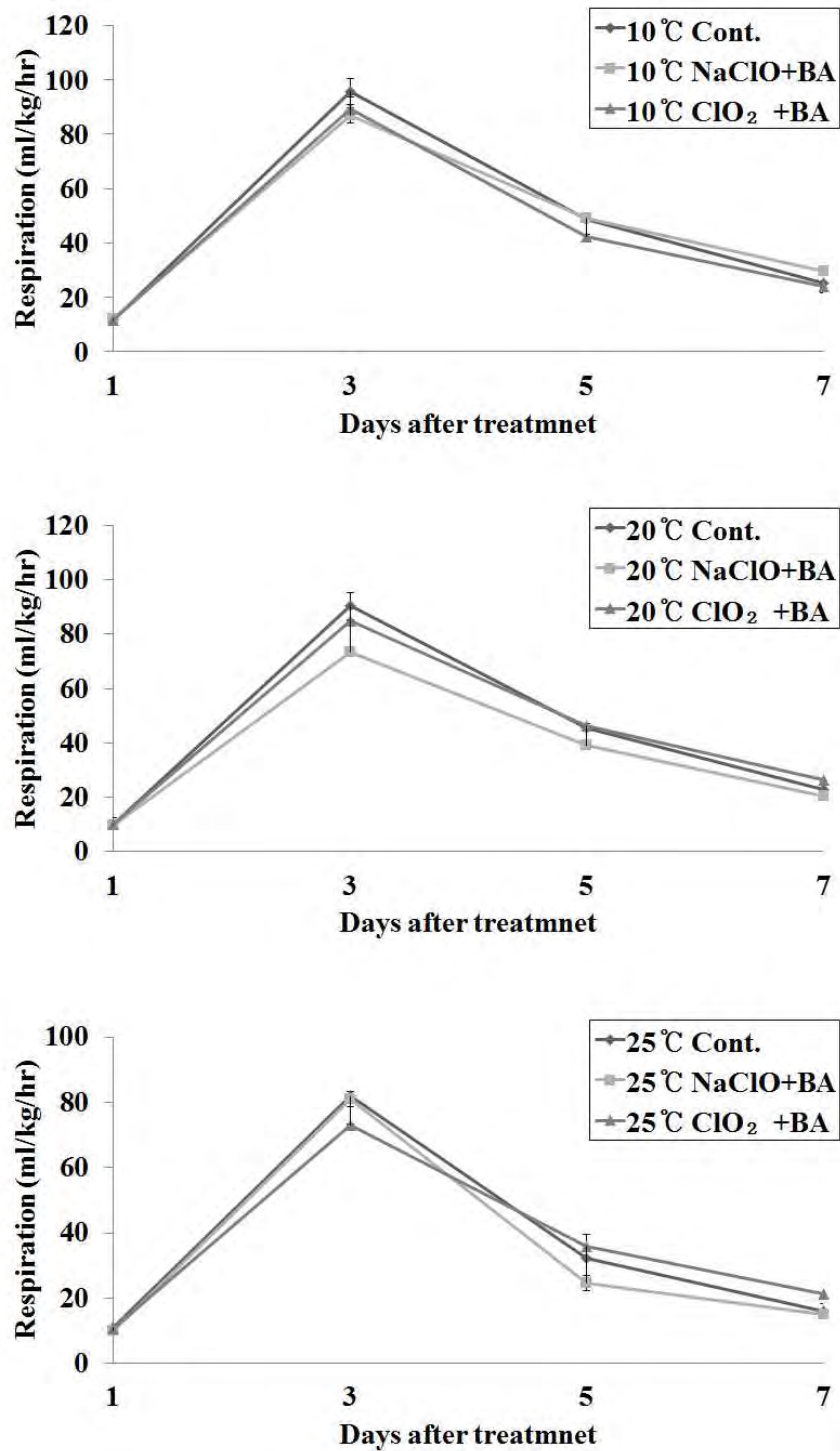 120
100
80
60
40
20
0
Respiration (ml/kg/hr)
10℃ Cont.
10℃ NaClO+BA
10℃ ClO₂ +BA
1 3 5 7
Days after treatmnet
120
100
80
60
40
20
0
Respiration (ml/kg/hr)
20℃ Cont.
20℃ NaClO+BA
20℃ ClO₂ +BA
1 3 5 7
Days after treatmnet
100
80
60
40
20
0
Respiration (ml/kg/hr)
25℃ Cont.
25℃ NaClO+BA
25℃ ClO₂ +BA
1 3 5 7
Days after treatmnet